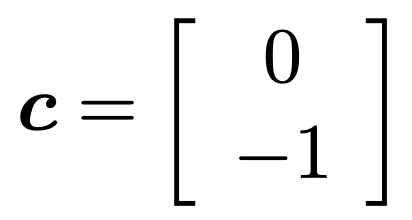 c = [ 0
−1 ]